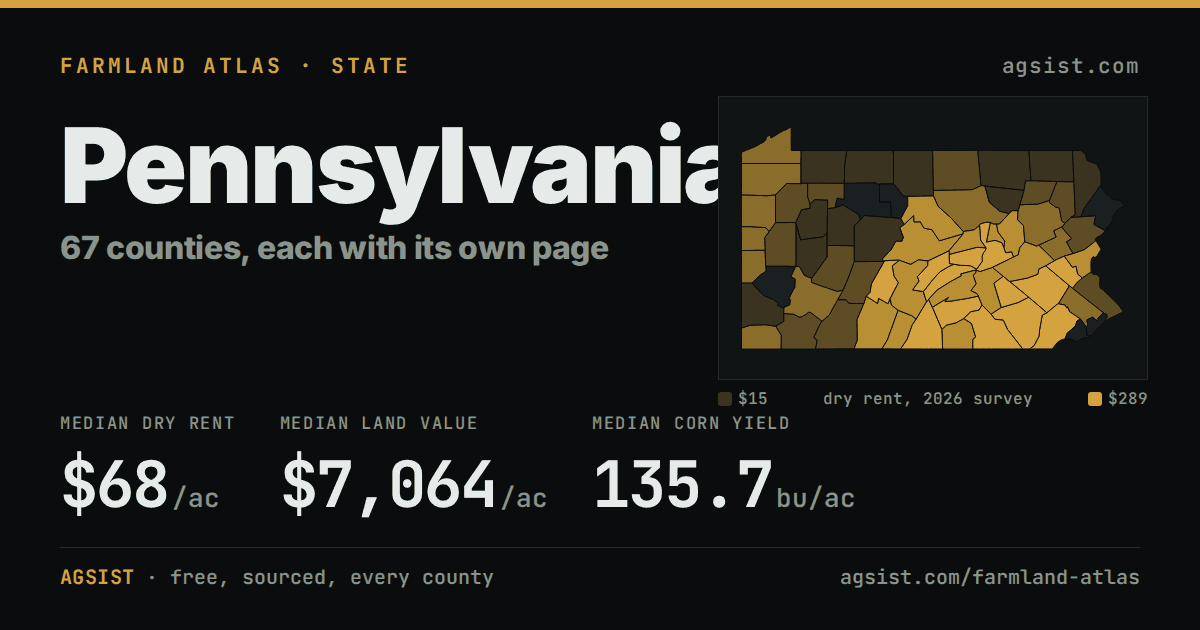 FARMLAND ATLAS · STATE
agsist.com
Pennsylvania
67 counties, each with its own page
$15 dry rent, 2026 survey $289
MEDIAN DRY RENT MEDIAN LAND VALUE MEDIAN CORN YIELD
$68/ac $7,064/ac 135.7bu/ac
AGSIST · free, sourced, every county
agsist.com/farmland-atlas